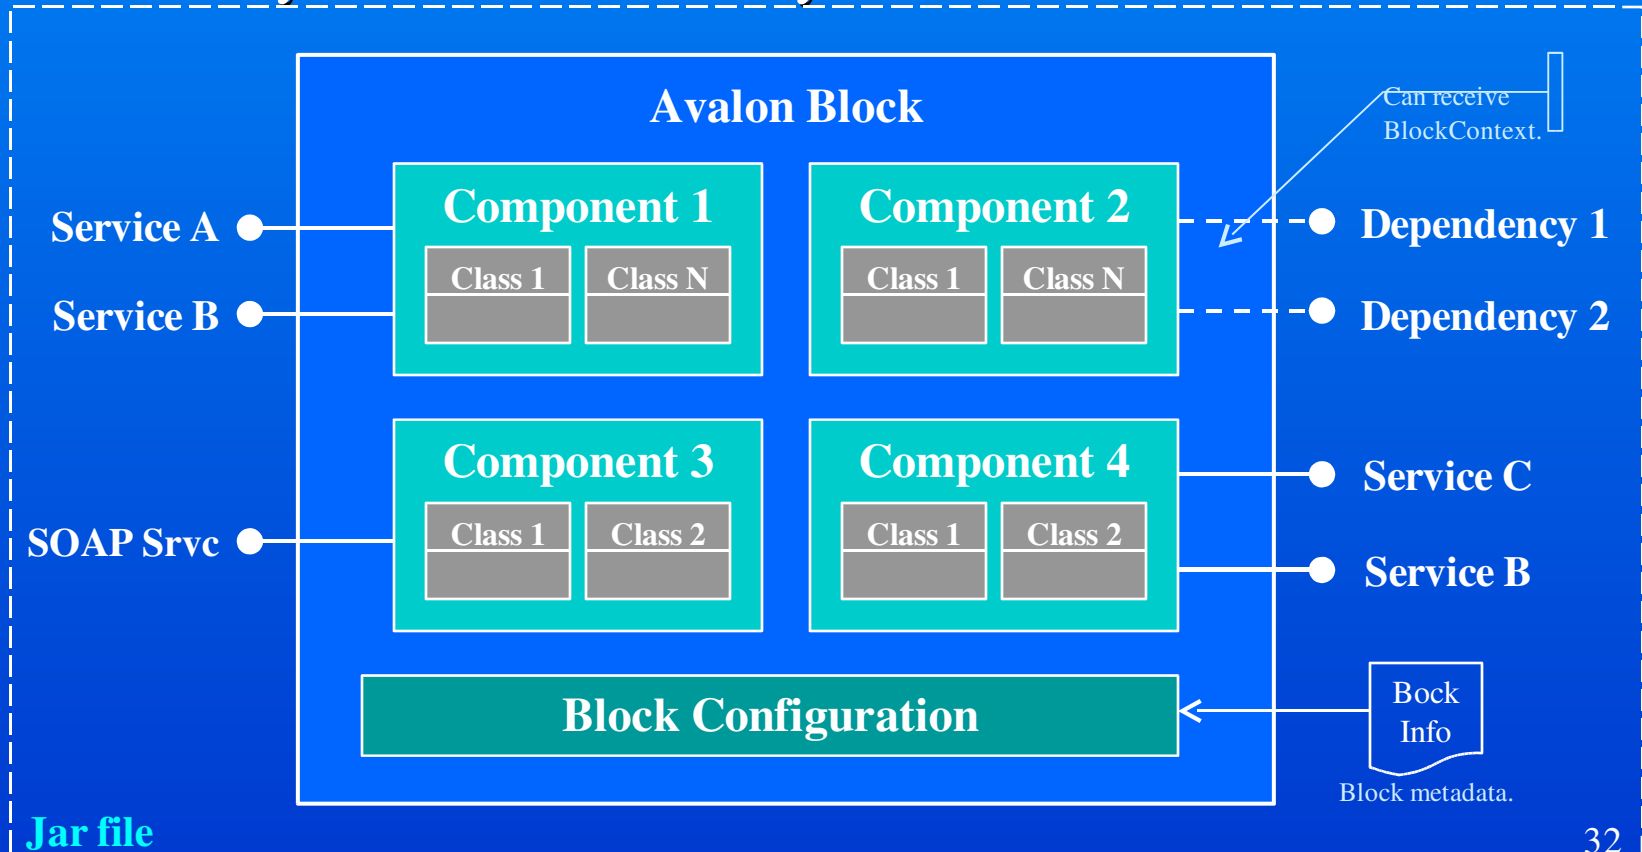 Avalon Block
Can receive
BlockContext.
Component 1
Component 2
Service A
Dependency 1
Class 1
Class N
Class 1
Class N
Service B
Dependency 2
Component 3
Component 4
Service C
Class 1
Class 2
Class 1
Class 2
SOAP Srvc
Service B
Block Configuration
Bock
Info
Block metadata.
Jar file
32